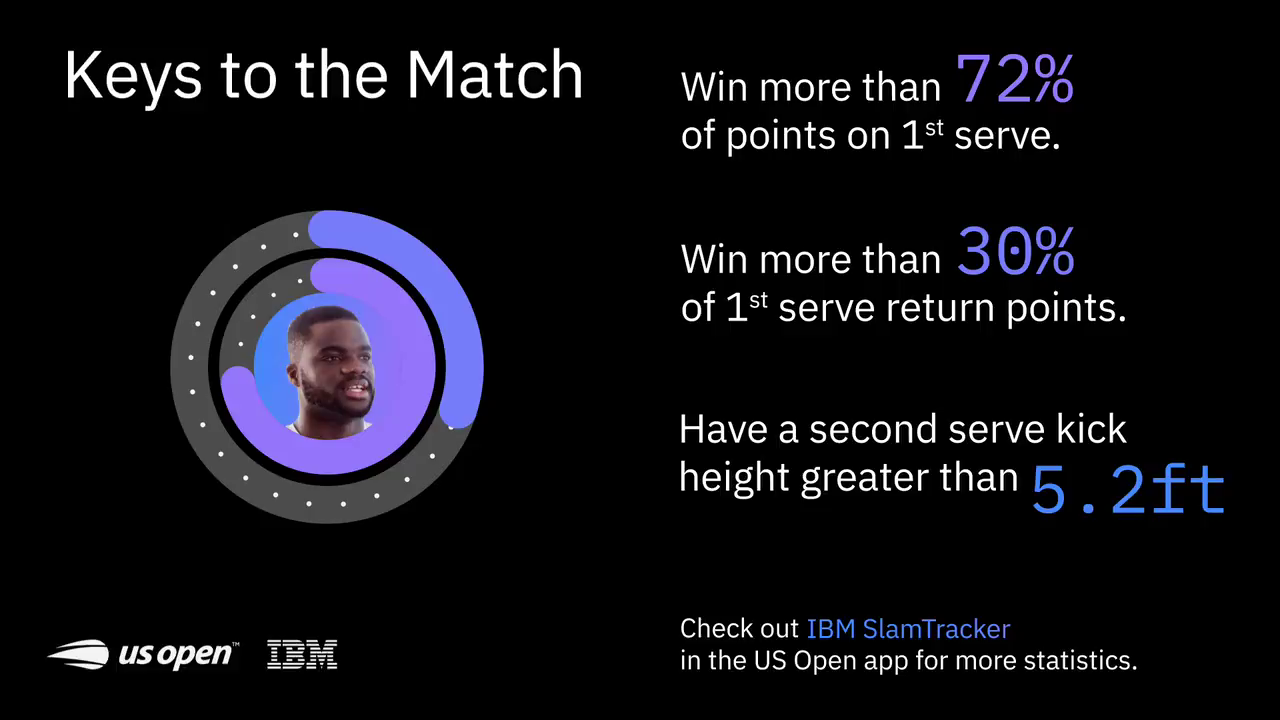 Keys to the Match
Win more than 72%
of points on 1st serve.
Win more than 30%
of 1st serve return points.
Have a second serve kick
height greater than 5.2ft
us open™ IBM
Check out IBM SlamTracker
in the US Open app for more statistics.